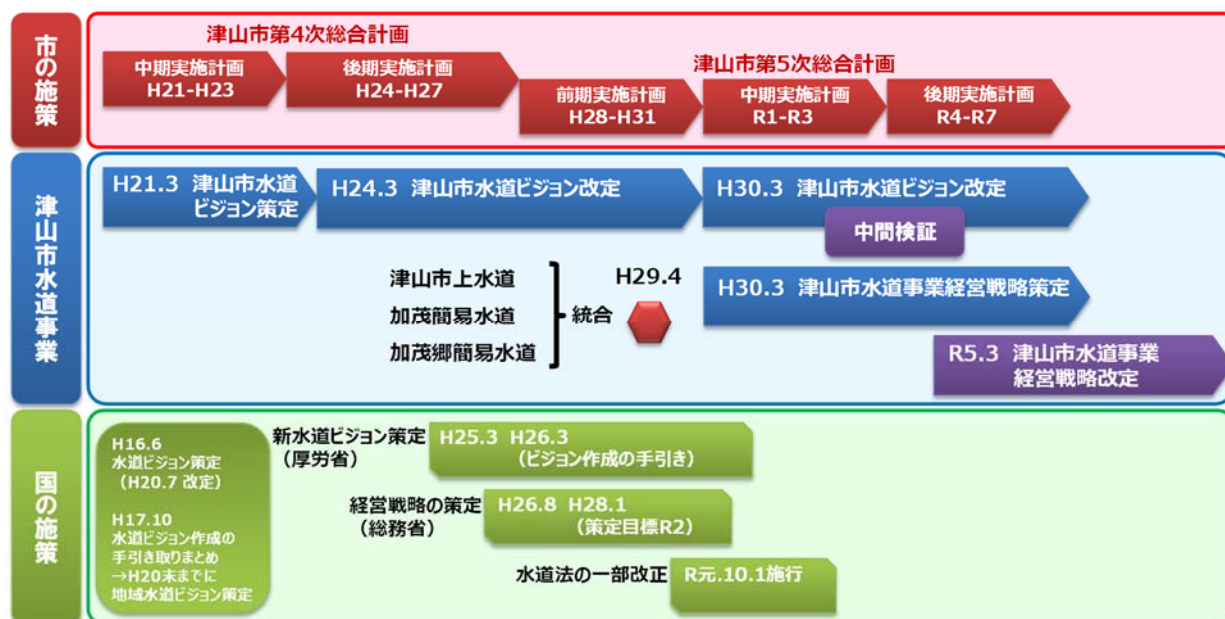 市の施策
津山市第4次総合計画
中期実施計画
H21-H23
後期実施計画
H24-H27
津山市第5次総合計画
前期実施計画
H28-H31
中期実施計画
R1-R3
後期実施計画
R4-R7
津山市水道事業
H21.3 津山市水道
ビジョン策定
H24.3 津山市水道ビジョン改定
H30.3 津山市水道ビジョン改定
中間検証
津山市上水道
加茂簡易水道
加茂郷簡易水道
統合
H29.4
H30.3 津山市水道事業経営戦略策定
R5.3 津山市水道事業
経営戦略改定
国の施策
H16.6
水道ビジョン策定
（H20.7 改定）
H17.10
水道ビジョン作成の
手引き取りまとめ
→H20末までに
地域水道ビジョン策定
新水道ビジョン策定
（厚労省）
H25.3 H26.3
（ビジョン作成の手引き）
経営戦略の策定
（総務省）
H26.8 H28.1
（策定目標R2）
水道法の一部改正
R元.10.1施行